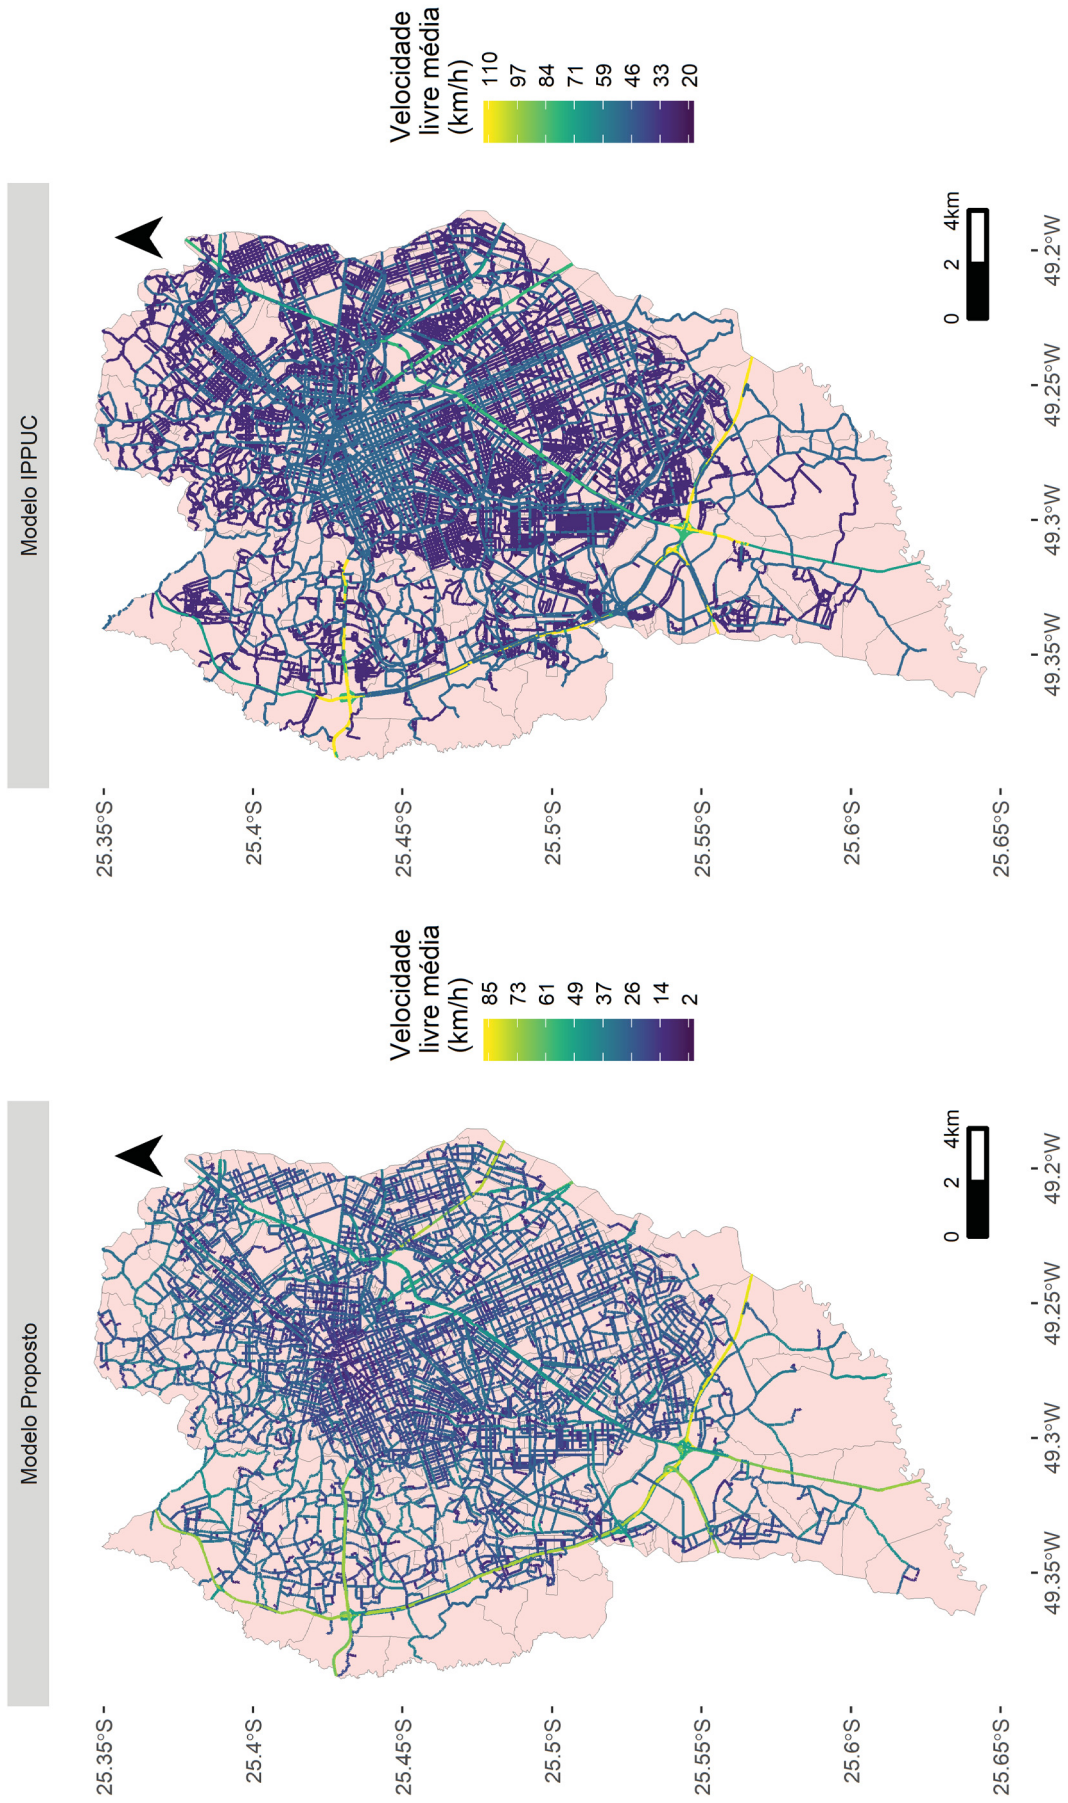 Modelo Proposto
25.35°S
25.4°S
25.45°S
25.5°S
25.55°S
25.6°S
25.65°S
49.35°W
49.3°W
49.25°W
49.2°W
0
2
4km
Velocidade
livre média
(km/h)
85
73
61
49
37
26
14
2
Modelo IPPUC
25.35°S
25.4°S
25.45°S
25.5°S
25.55°S
25.6°S
25.65°S
49.35°W
49.3°W
49.25°W
49.2°W
0
2
4km
Velocidade
livre média
(km/h)
110
97
84
71
59
46
33
20